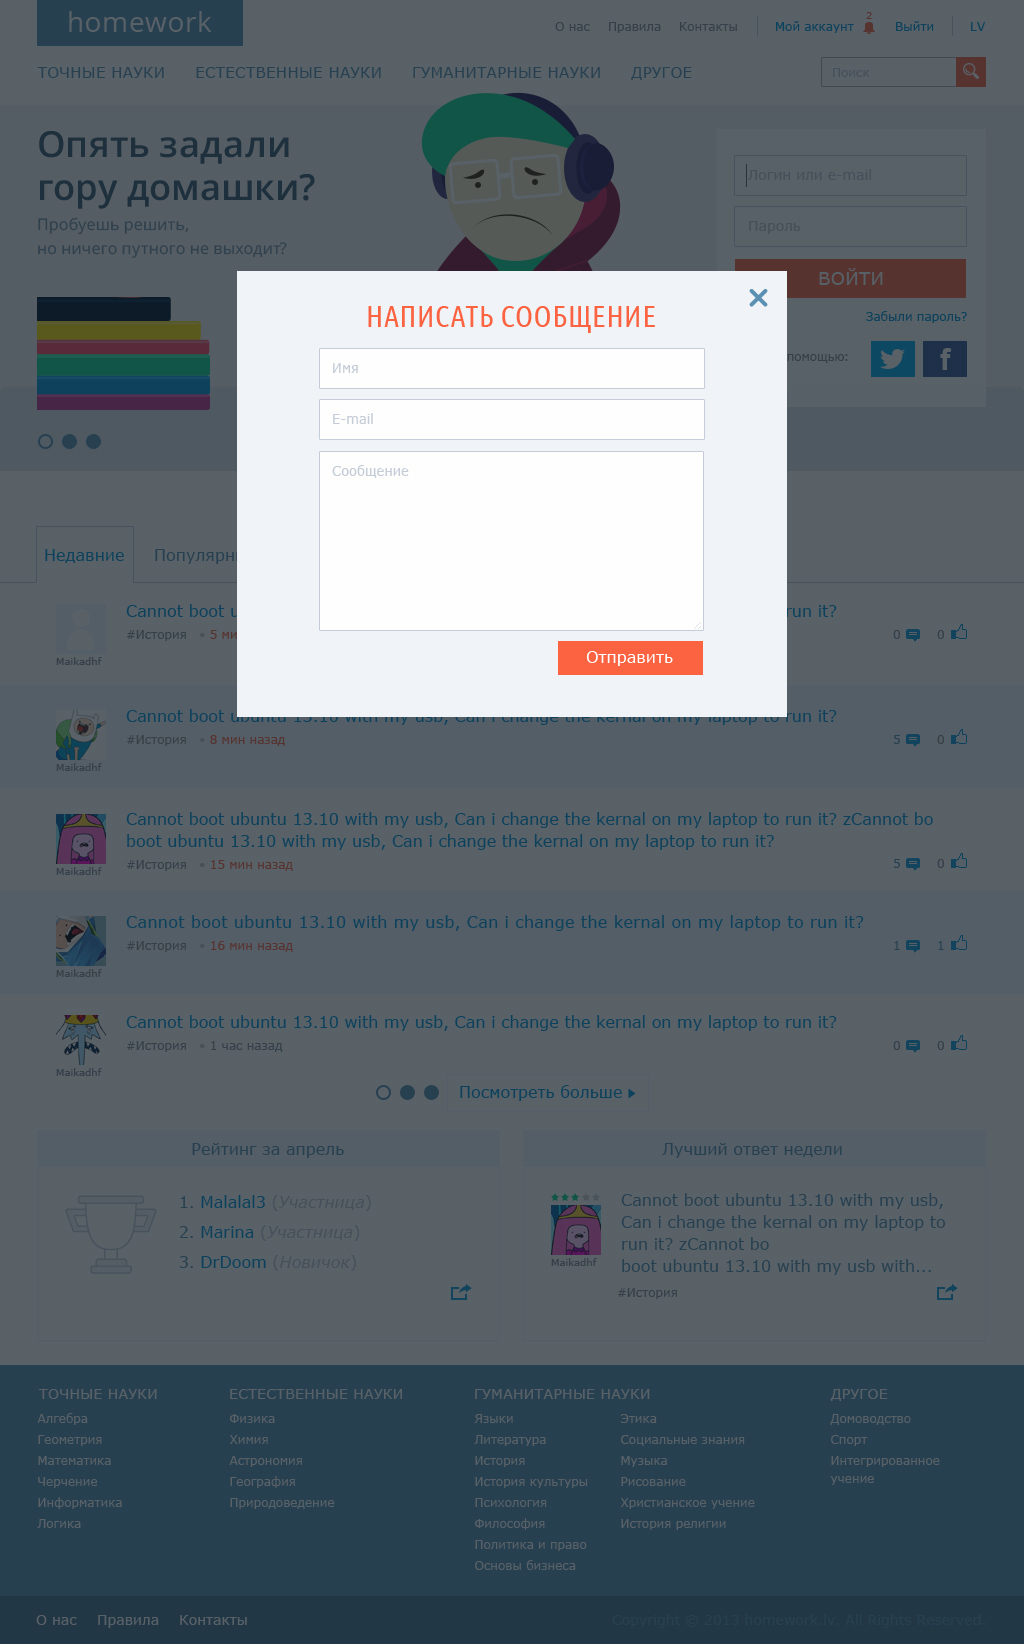 homework
О нас Правила Контакты Мой аккаунт 2 Выйти LV
ТОЧНЫЕ НАУКИ ЕСТЕСТВЕННЫЕ НАУКИ ГУМАНИТАРНЫЕ НАУКИ ДРУГОЕ Поиск
Опять задали
гору домашки?
Пробуешь решить,
но ничего путного не выходит?
Логин или e-mail
Пароль
ВОЙТИ
Забыли пароль?
помощью:
НАПИСАТЬ СООБЩЕНИЕ
Имя
E-mail
Сообщение
Отправить
Недавние
Cannot boot run it?
#История 5 0 0
Maikadhf
Cannot boot ubuntu 13.10 with my usb, Can i change the kernal on my laptop to run it?
#История 8 мин назад 5 0
Maikadhf
Cannot boot ubuntu 13.10 with my usb, Can i change the kernal on my laptop to run it? zCannot bo
boot ubuntu 13.10 with my usb, Can i change the kernal on my laptop to run it?
#История 15 мин назад 5 0
Maikadhf
Cannot boot ubuntu 13.10 with my usb, Can i change the kernal on my laptop to run it?
#История 16 мин назад 1 1
Maikadhf
Cannot boot ubuntu 13.10 with my usb, Can i change the kernal on my laptop to run it?
#История 1 час назад 0 0
Maikadhf
Посмотреть больше
Рейтинг за апрель
1. Malalal3 (Участница)
2. Marina (Участница)
3. DrDoom (Новичок)
Лучший ответ недели
Cannot boot ubuntu 13.10 with my usb,
Can i change the kernal on my laptop to
run it? zCannot bo
boot ubuntu 13.10 with my usb with...
Maikadhf
#История
ТОЧНЫЕ НАУКИ
Алгебра
Геометрия
Математика
Черчение
Информатика
Логика
ЕСТЕСТВЕННЫЕ НАУКИ
Физика
Химия
Астрономия
География
Природоведение
ГУМАНИТАРНЫЕ НАУКИ
Языки
Литература
История
История культуры
Психология
Философия
Политика и право
Основы бизнеса
Этика
Социальные знания
Музыка
Рисование
Христианское учение
История религии
ДРУГОЕ
Домоводство
Спорт
Интегрированное
учение
О нас Правила Контакты
Copyright © 2013 homework.lv. All Rights Reserved.